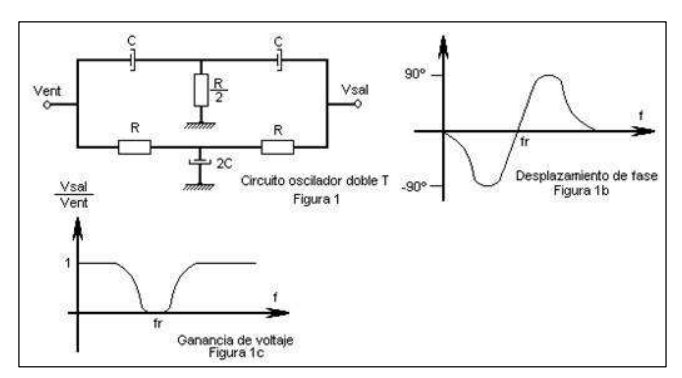 C
C
R
2
Vent
Vsal
R
R
2C
Circuito oscilador doble T
Figura 1
90º
f
fr
-90º
Desplazamiento de fase
Figura 1b
Vsal
Vent
1
f
fr
Ganancia de voltaje
Figura 1c